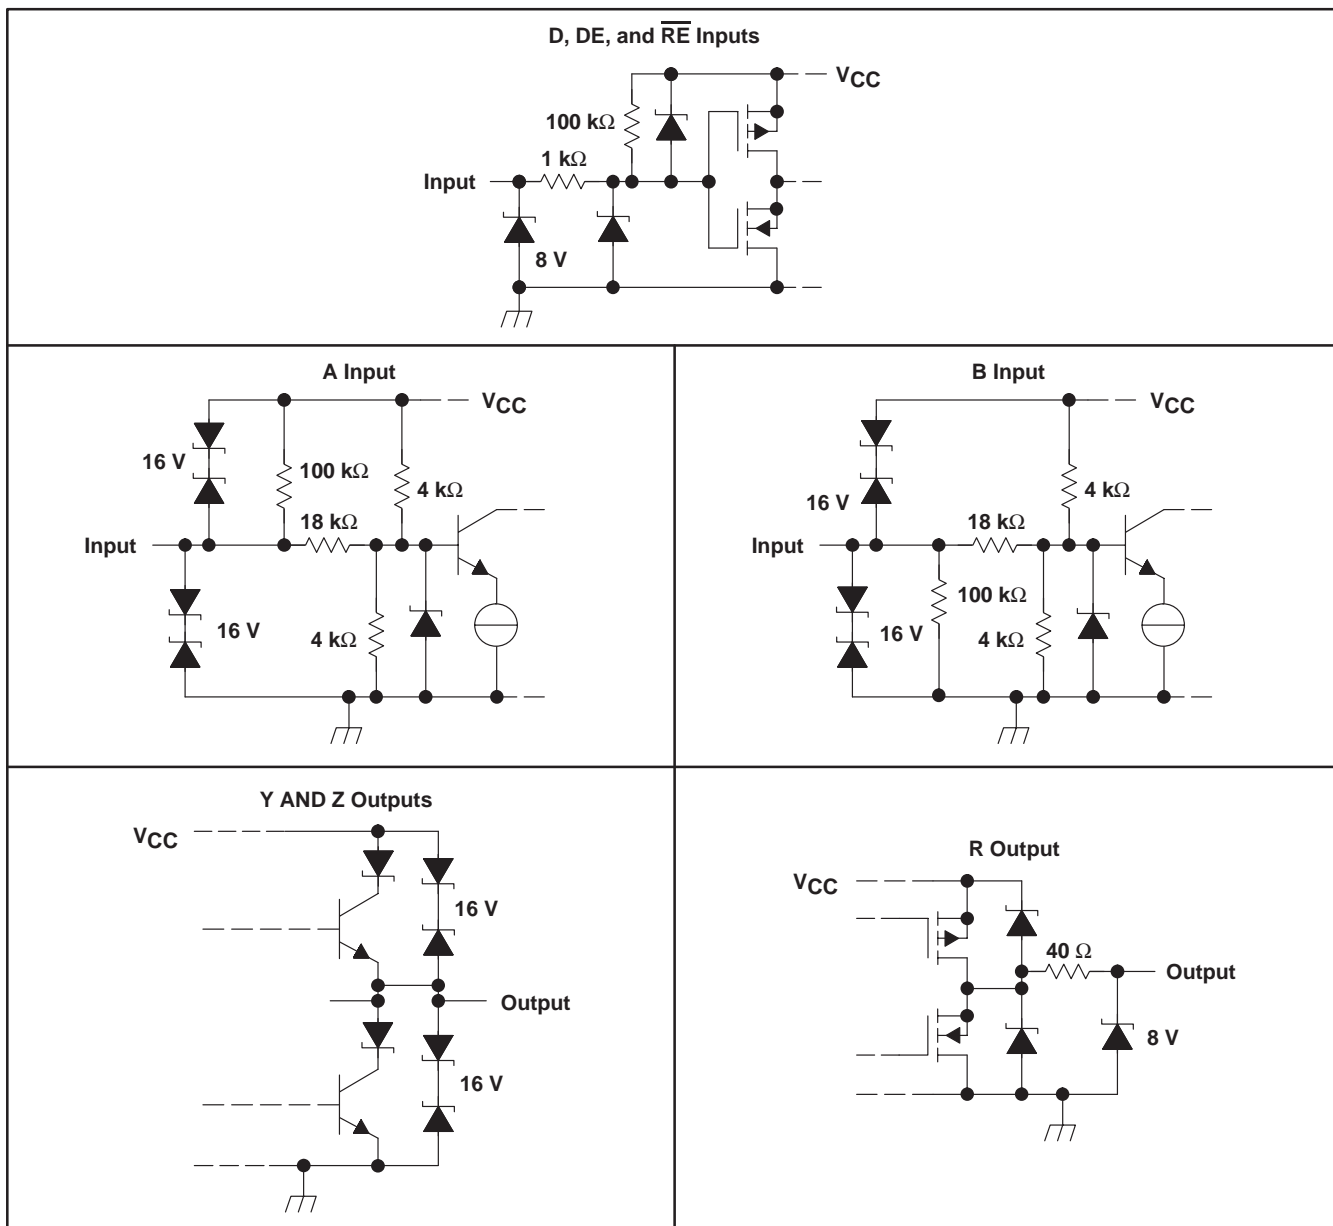 D, DE, and R̅E̅ Inputs
VCC
100 kΩ
1 kΩ
Input
8 V
A Input
VCC
16 V
100 kΩ
4 kΩ
18 kΩ
Input
16 V
4 kΩ
B Input
VCC
16 V
4 kΩ
18 kΩ
Input
100 kΩ
16 V
4 kΩ
Y AND Z Outputs
VCC
16 V
Output
16 V
R Output
VCC
40 Ω
Output
8 V